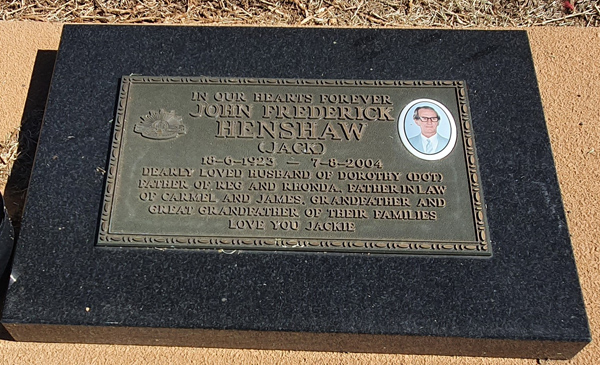 IN OUR HEARTS FOREVER
JOHN FREDERICK
HENSHAW
(JACK)
18-6-1923 — 7-8-2004
DEARLY LOVED HUSBAND OF DOROTHY (DOT)
FATHER OF REG AND RHONDA, FATHER IN LAW
OF CARMEL AND JAMES, GRANDFATHER AND
GREAT GRANDFATHER OF THEIR FAMILIES
LOVE YOU JACKIE